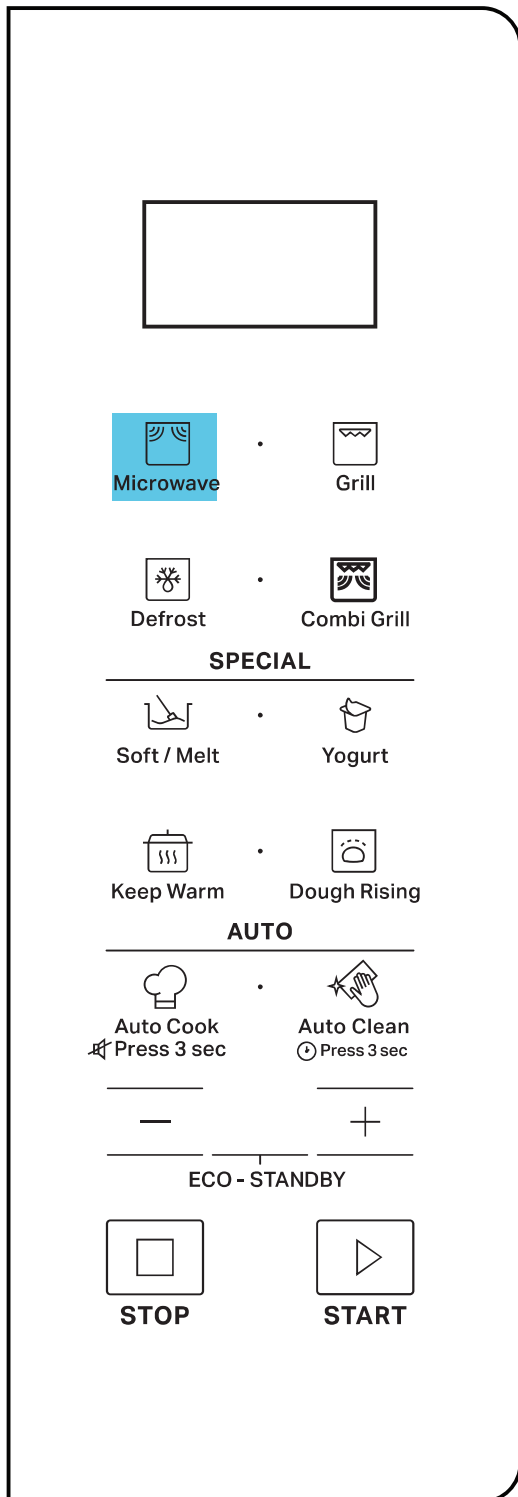 Microwave
Grill
Defrost
Combi Grill
SPECIAL
Soft / Melt
Yogurt
Keep Warm
Dough Rising
AUTO
Auto Cook
Press 3 sec
Auto Clean
Press 3 sec
ECO - STANDBY
STOP
START